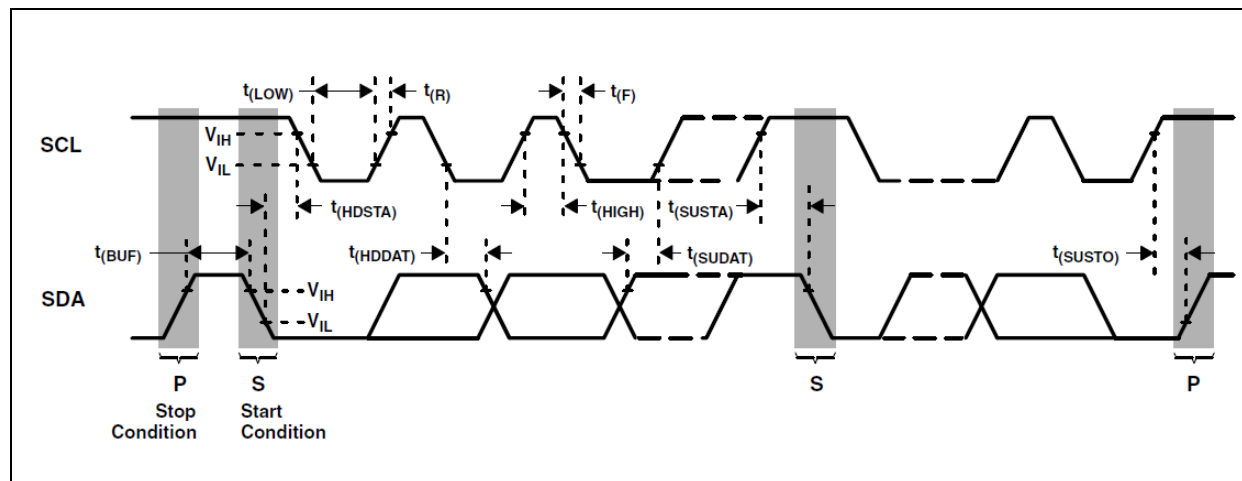 t(LOW)
t(R)
t(F)
SCL
VIH
VIL
t(HDSTA)
t(HIGH)
t(SUSTA)
t(BUF)
t(HDDAT)
t(SUDAT)
t(SUSTO)
SDA
VIH
VIL
P
S
S
P
Stop
Condition
Start
Condition